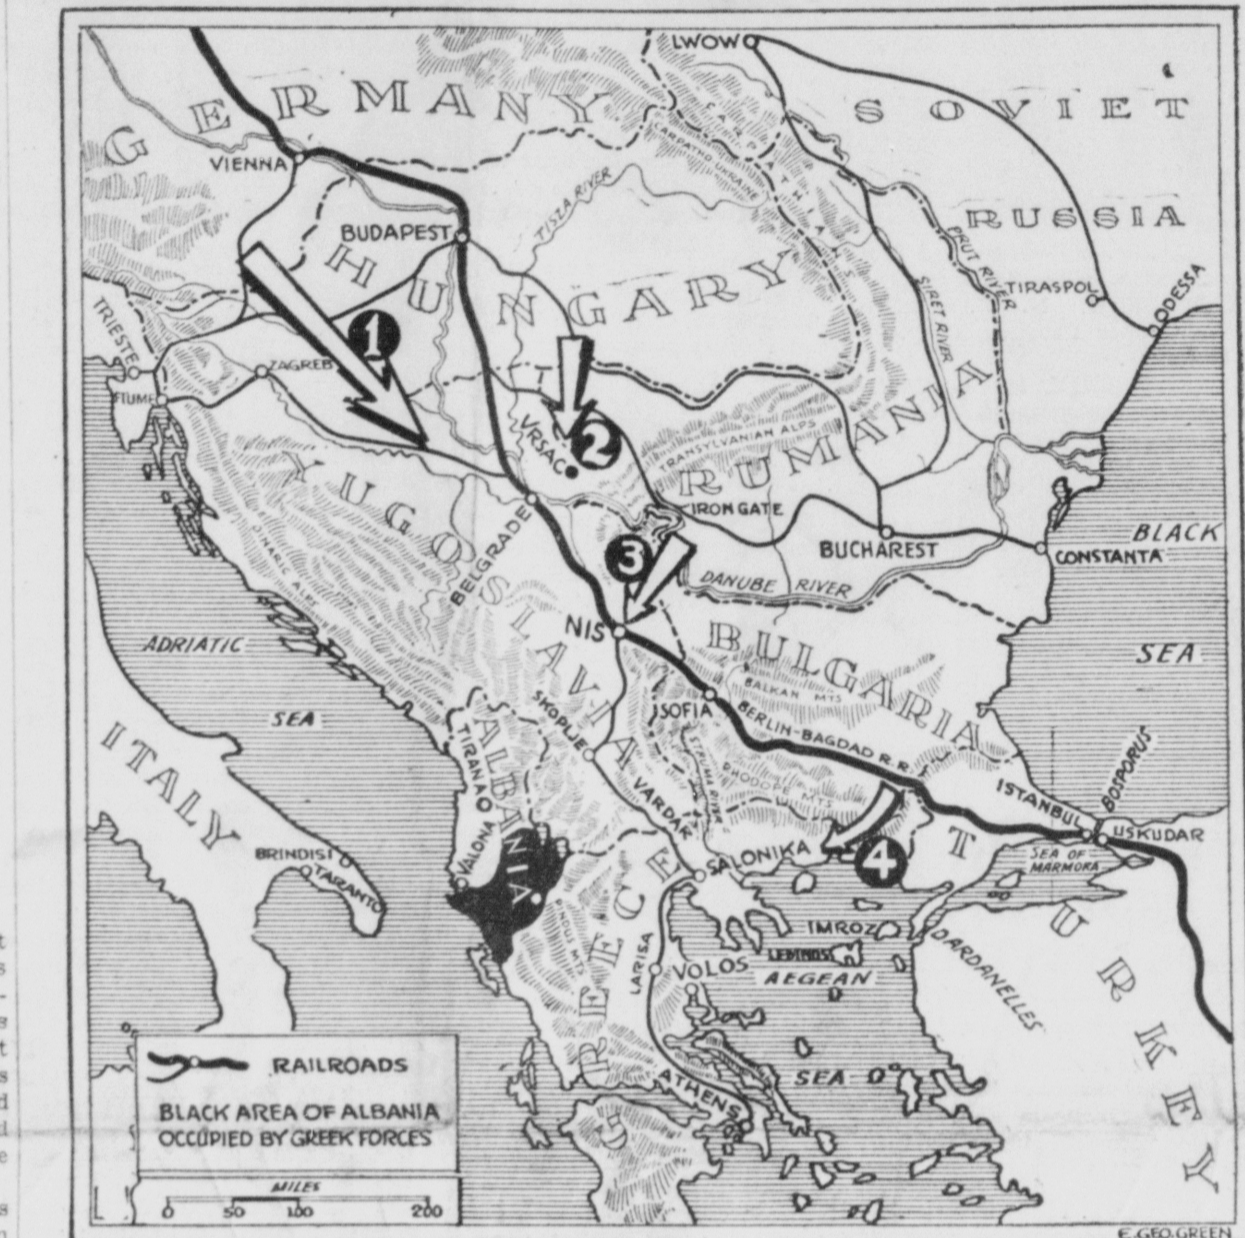 LWOW
GERMANY
SOVIET
RUSSIA
CARPATHIANS
CARPATHO UKRAINE
VIENNA
TISZA RIVER
BUDAPEST
HUNGARY
PRUT RIVER
SIRET RIVER
TIRASPOL
ODESSA
TRIESTE
1
ZAGREB
FIUME
VRSAC
2
TRANSYLVANIAN ALPS
RUMANIA
IRON GATE
YUGOSLAVIA
BELGRADE
DINARIC ALPS
BUCHAREST
CONSTANTA
BLACK
SEA
3
DANUBE RIVER
NIS
ADRIATIC
SEA
BULGARIA
BALKAN MTS
SOFIA
BERLIN-BAGDAD R.R.
STRUMA RIVER
RHODOPE MTS
SKOPLJE
VARDAR
ITALY
TIRANA
ALBANIA
VALONA
BRINDISI
TARANTO
ISTANBUL
BOSPORUS
USKUDAR
SEA OF
MARMORA
4
SALONIKA
TURKEY
GREECE
PINDUS MTS
LARISA
VOLOS
IMROZ
LEMNOS
AEGEAN
SEA
DARDANELLES
ATHENS
RAILROADS
BLACK AREA OF ALBANIA
OCCUPIED BY GREEK FORCES
MILES
0 50 100 200
E. GEO. GREEN